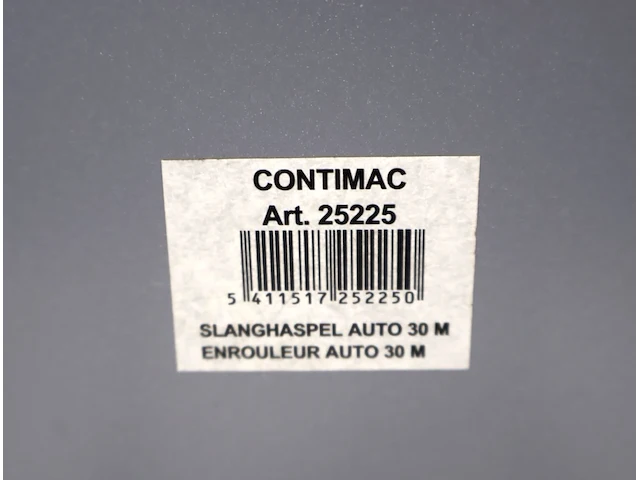 CONTIMAC
Art. 25225
5 411517 252250
SLANGHASPEL AUTO 30 M
ENROULEUR AUTO 30 M